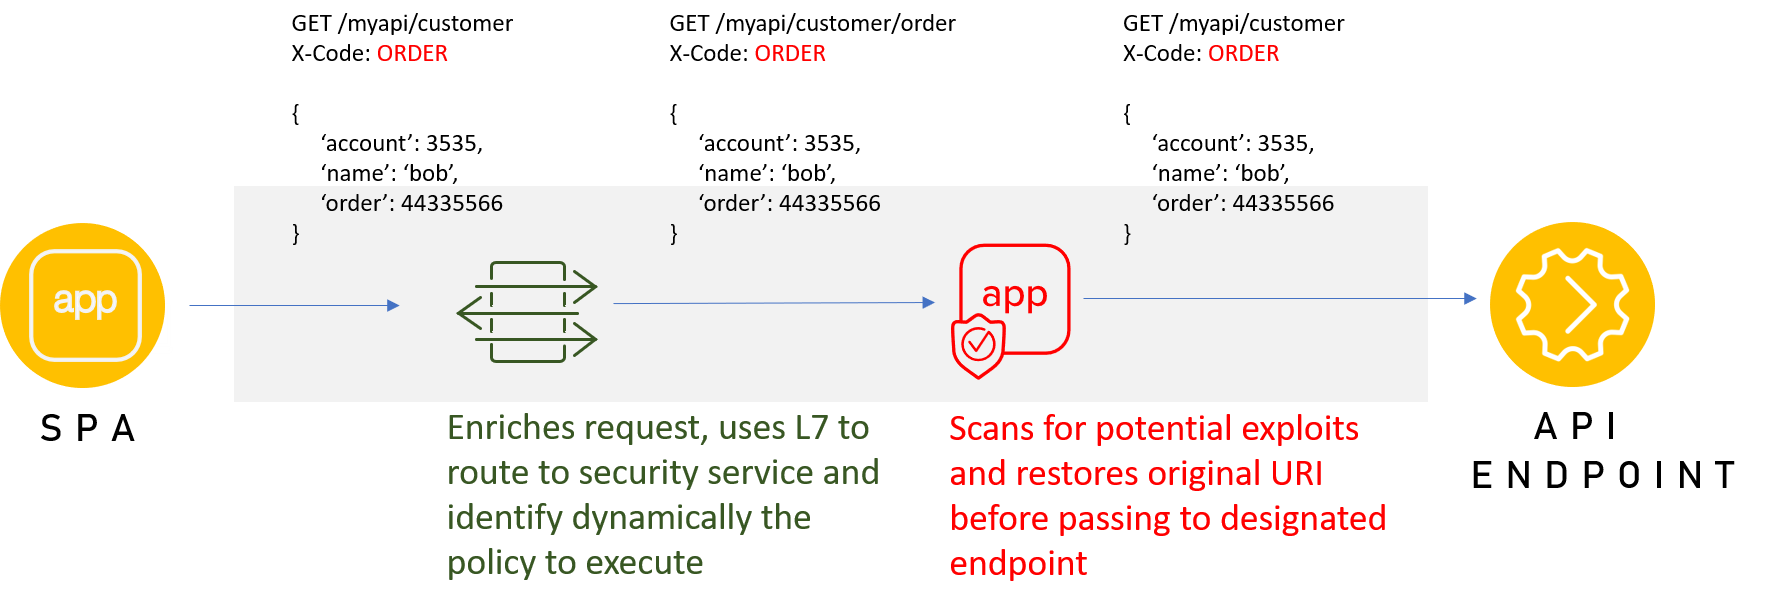 GET /myapi/customer
X-Code: ORDER
{
‘account’: 3535,
‘name’: ‘bob’,
‘order’: 44335566
}
GET /myapi/customer/order
X-Code: ORDER
{
‘account’: 3535,
‘name’: ‘bob’,
‘order’: 44335566
}
GET /myapi/customer
X-Code: ORDER
{
‘account’: 3535,
‘name’: ‘bob’,
‘order’: 44335566
}
app
SPA
Enriches request, uses L7 to
route to security service and
identify dynamically the
policy to execute
app
Scans for potential exploits
and restores original URI
before passing to designated
endpoint
API
ENDPOINT